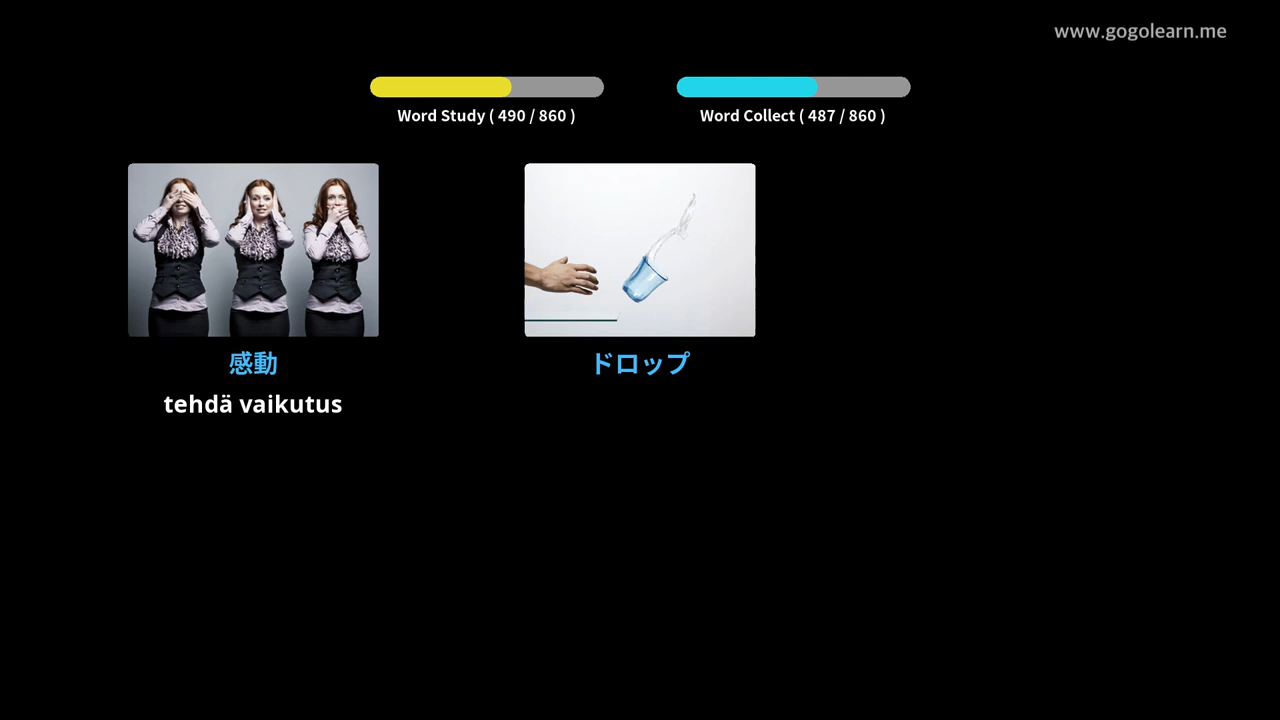 www.gogolearn.me
Word Study ( 490 / 860 )
Word Collect ( 487 / 860 )
感動
ドロップ
tehdä vaikutus